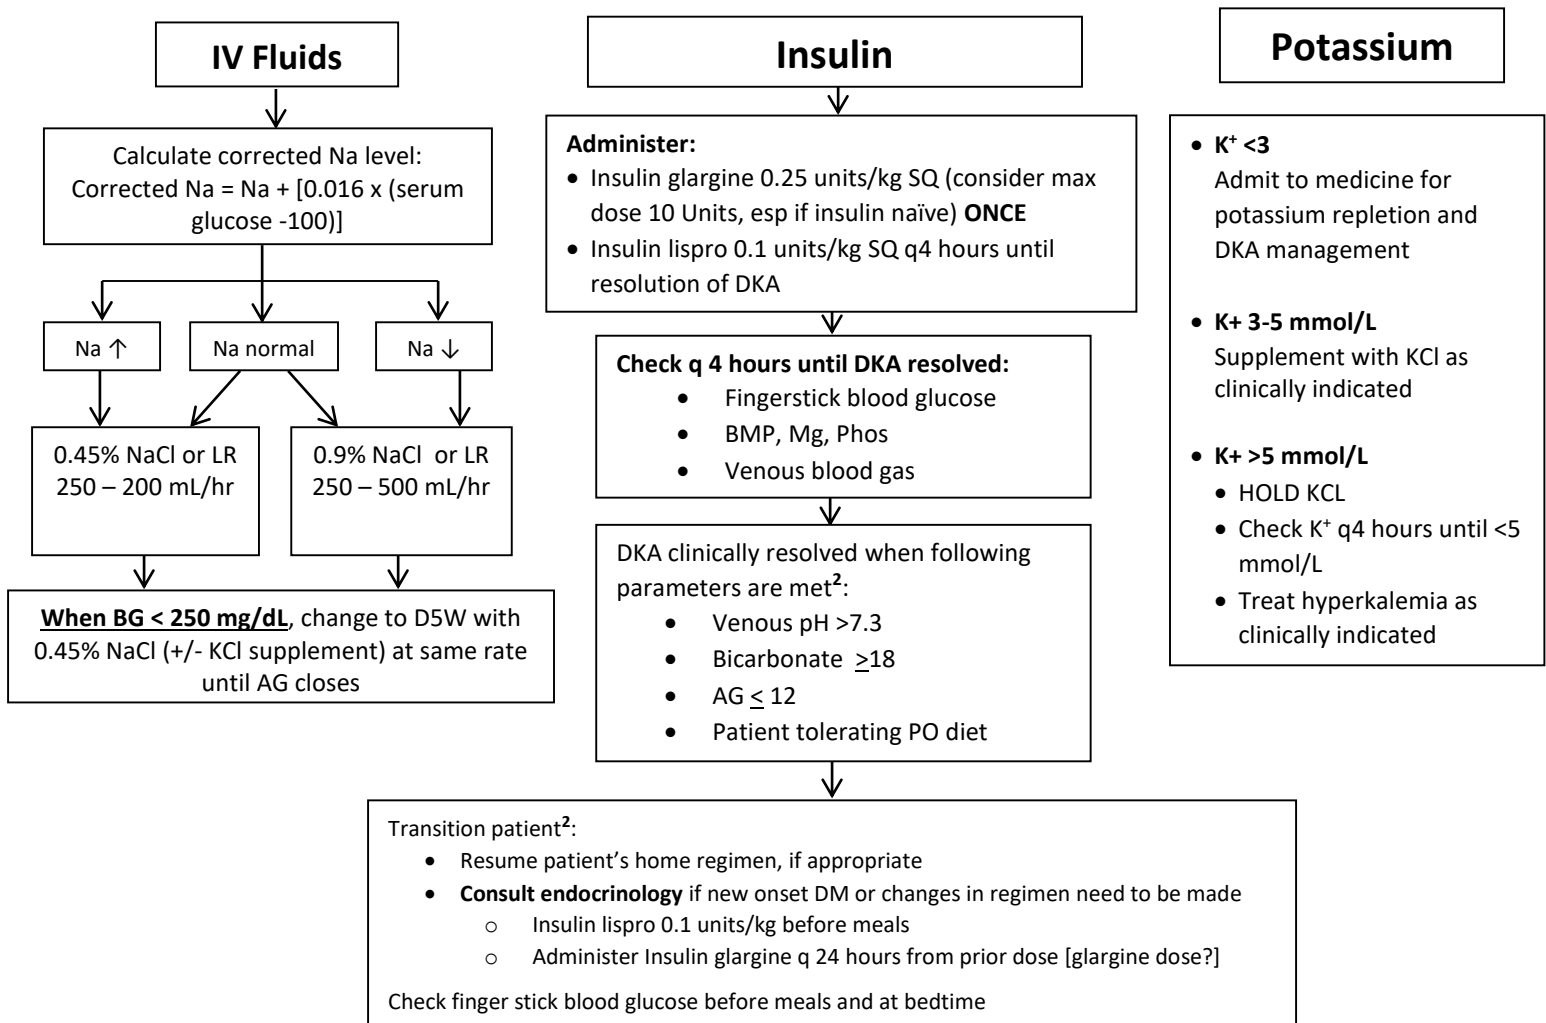 IV Fluids
Calculate corrected Na level:
Corrected Na = Na + [0.016 x (serum
glucose -100)]
Na ↑
Na normal
Na ↓
0.45% NaCl or LR
250 – 200 mL/hr
0.9% NaCl or LR
250 – 500 mL/hr
When BG < 250 mg/dL, change to D5W with
0.45% NaCl (+/- KCl supplement) at same rate
until AG closes
Insulin
Administer:
• Insulin glargine 0.25 units/kg SQ (consider max
dose 10 Units, esp if insulin naïve) ONCE
• Insulin lispro 0.1 units/kg SQ q4 hours until
resolution of DKA
Check q 4 hours until DKA resolved:
• Fingerstick blood glucose
• BMP, Mg, Phos
• Venous blood gas
DKA clinically resolved when following
parameters are met²:
• Venous pH >7.3
• Bicarbonate ≥18
• AG ≤ 12
• Patient tolerating PO diet
Transition patient²:
• Resume patient’s home regimen, if appropriate
• Consult endocrinology if new onset DM or changes in regimen need to be made
o Insulin lispro 0.1 units/kg before meals
o Administer Insulin glargine q 24 hours from prior dose [glargine dose?]
Check finger stick blood glucose before meals and at bedtime
Potassium
• K⁺ <3
Admit to medicine for
potassium repletion and
DKA management
• K+ 3-5 mmol/L
Supplement with KCl as
clinically indicated
• K+ >5 mmol/L
• HOLD KCL
• Check K⁺ q4 hours until <5
mmol/L
• Treat hyperkalemia as
clinically indicated